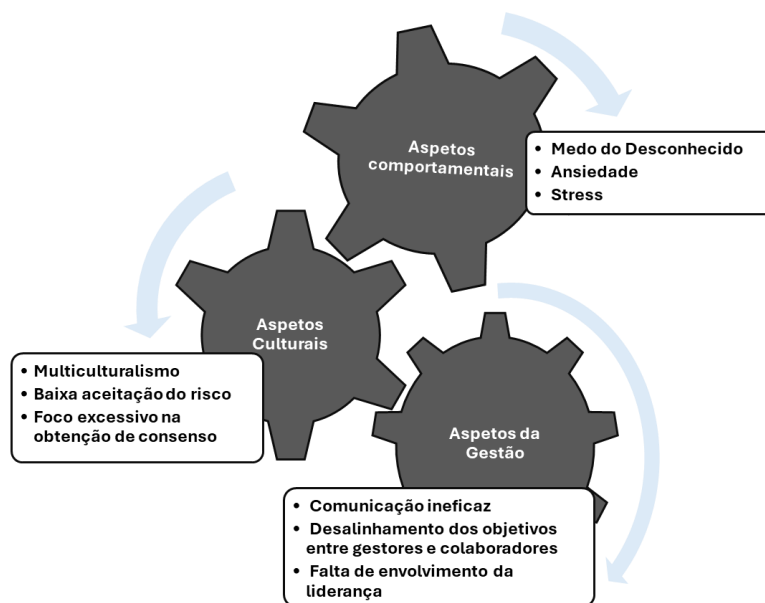 Aspetos
comportamentais
• Medo do Desconhecido
• Ansiedade
• Stress
Aspetos
Culturais
• Multiculturalismo
• Baixa aceitação do risco
• Foco excessivo na
obtenção de consenso
Aspetos da
Gestão
• Comunicação ineficaz
• Desalinhamento dos objetivos
entre gestores e colaboradores
• Falta de envolvimento da
liderança